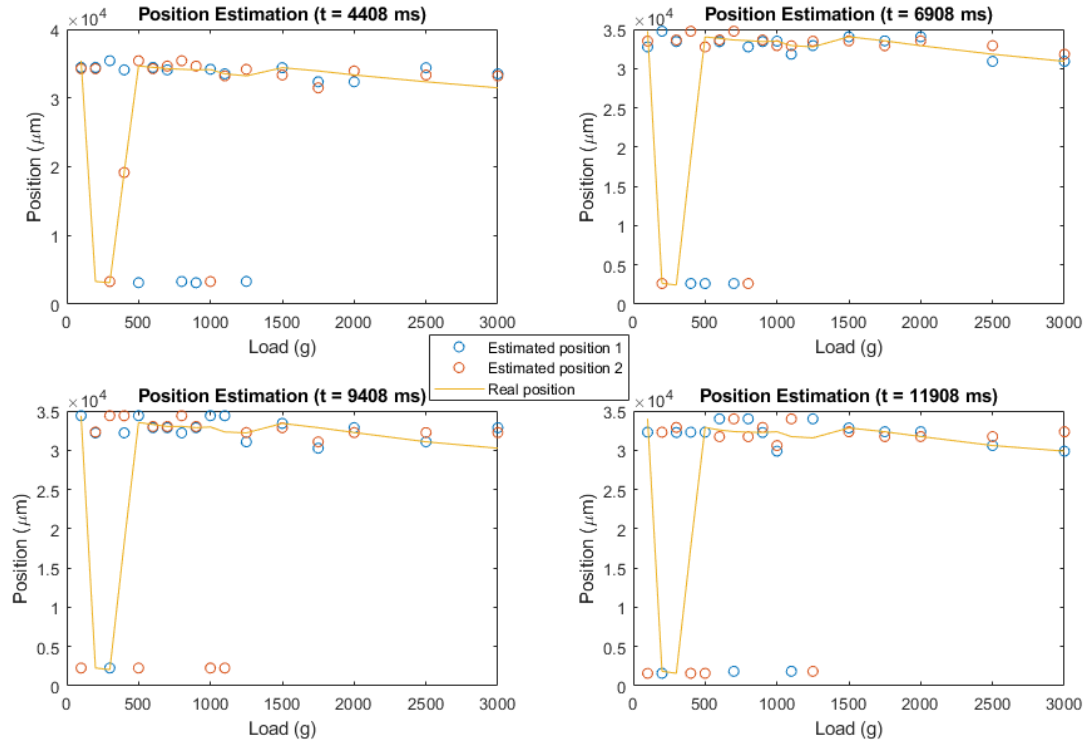 Position Estimation (t = 4408 ms)
×10⁴
4
3
2
1
0
Position (μm)
0 500 1000 1500 2000 2500 3000
Load (g)
Position Estimation (t = 6908 ms)
×10⁴
3.5
3
2.5
2
1.5
1
0.5
0
Position (μm)
0 500 1000 1500 2000 2500 3000
Load (g)
Estimated position 1
Estimated position 2
Real position
Position Estimation (t = 9408 ms)
×10⁴
3.5
3
2.5
2
1.5
1
0.5
0
Position (μm)
0 500 1000 1500 2000 2500 3000
Load (g)
Position Estimation (t = 11908 ms)
×10⁴
3.5
3
2.5
2
1.5
1
0.5
0
Position (μm)
0 500 1000 1500 2000 2500 3000
Load (g)